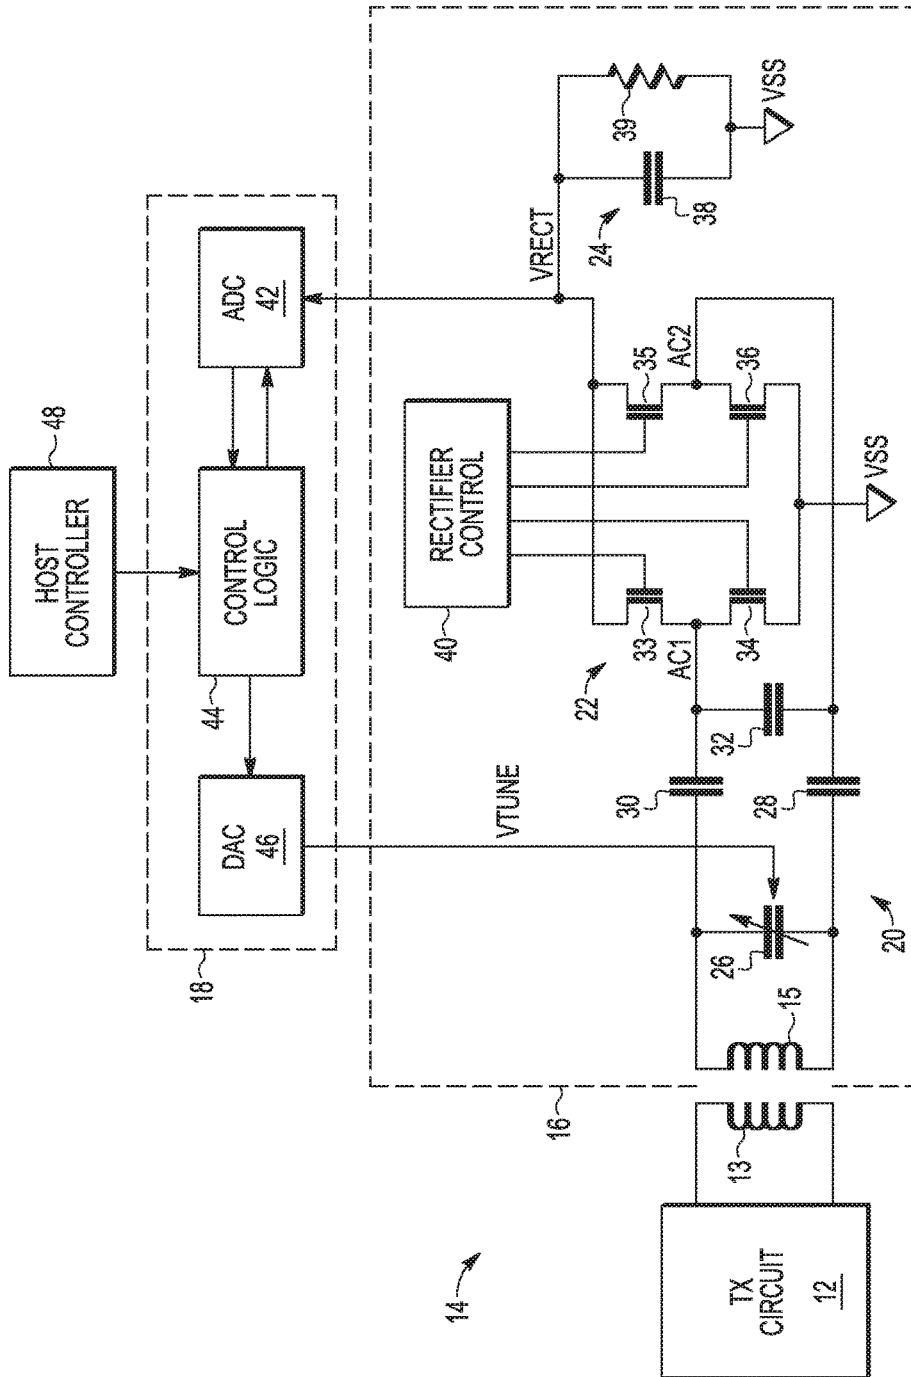 HOST
CONTROLLER
48
ADC
42
CONTROL
LOGIC
44
DAC
46
18
VTUNE
VRECT
RECTIFIER
CONTROL
40
24
38
39
VSS
22
33
34
35
36
AC1
AC2
VSS
30
32
28
26
20
15
13
16
14
TX
CIRCUIT
12